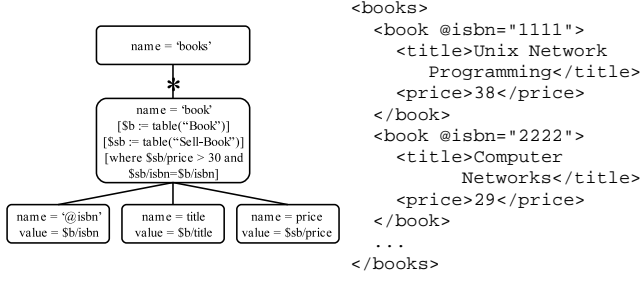 name = ‘books’
*
name = ‘book’
[$b := table(“Book”)]
[$sb := table(“Sell-Book”)]
[where $sb/price > 30 and
$sb/isbn=$b/isbn]
name = ‘@isbn’
value = $b/isbn
name = title
value = $b/title
name = price
value = $sb/price
<books>
<book @isbn="1111">
<title>Unix Network
Programming</title>
<price>38</price>
</book>
<book @isbn="2222">
<title>Computer
Networks</title>
<price>29</price>
</book>
...
</books>